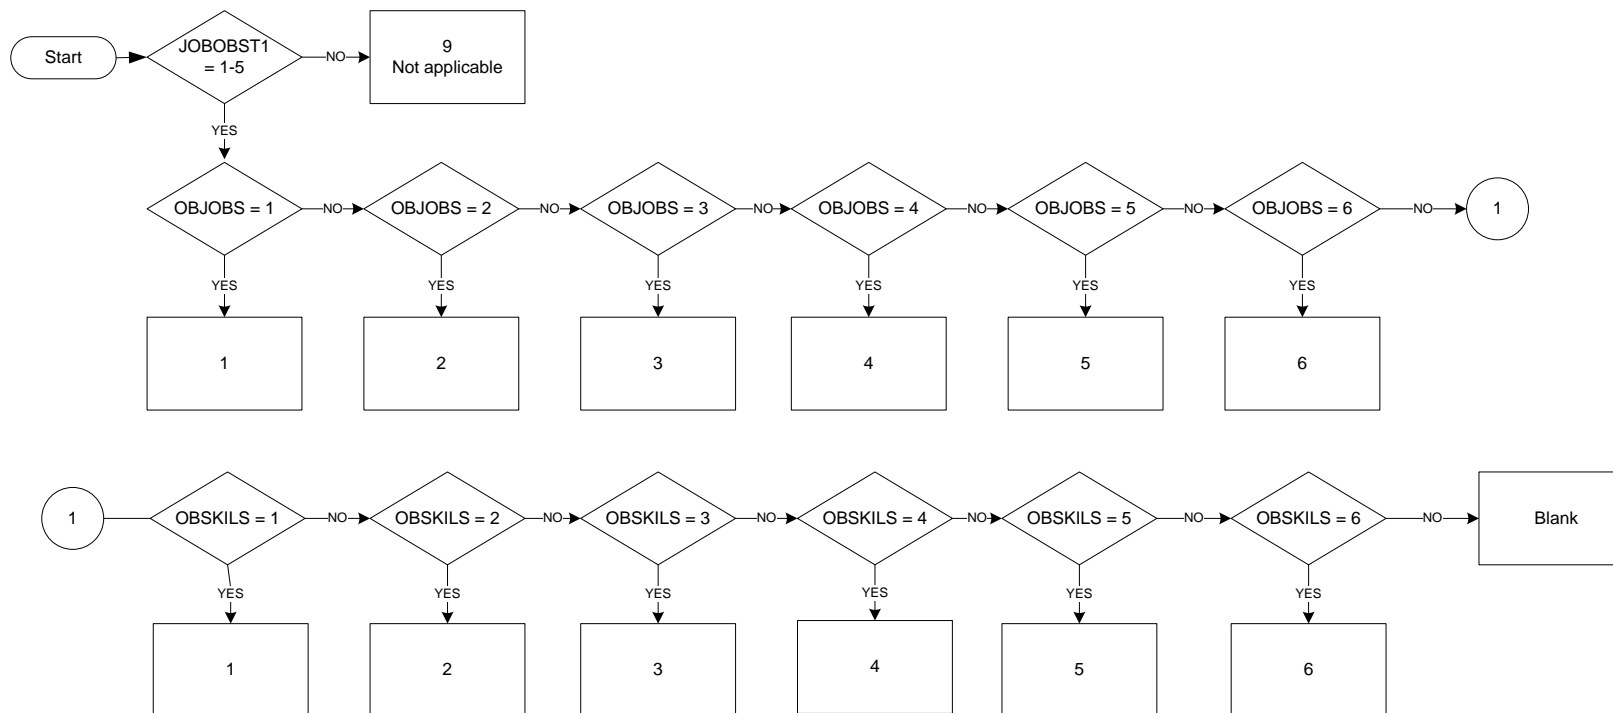 Start
JOBOBST1
= 1-5
NO
9
Not applicable
YES
OBJOBS = 1
NO
OBJOBS = 2
NO
OBJOBS = 3
NO
OBJOBS = 4
NO
OBJOBS = 5
NO
OBJOBS = 6
NO
1
YES
YES
YES
YES
YES
YES
1
2
3
4
5
6
1
OBSKILS = 1
NO
OBSKILS = 2
NO
OBSKILS = 3
NO
OBSKILS = 4
NO
OBSKILS = 5
NO
OBSKILS = 6
NO
Blank
YES
YES
YES
YES
YES
YES
1
2
3
4
5
6